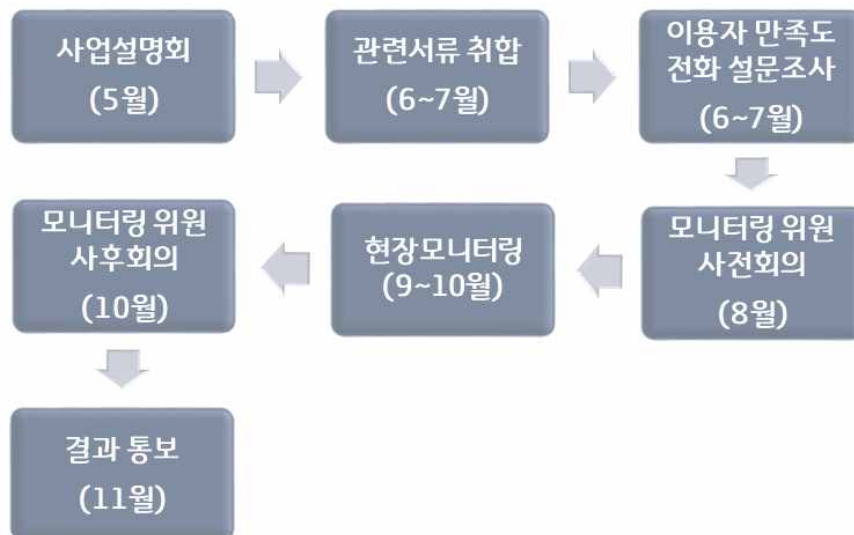 사업설명회
(5월)
관련서류 취합
(6~7월)
이용자 만족도
전화 설문조사
(6~7월)
모니터링 위원
사전회의
(8월)
현장모니터링
(9~10월)
모니터링 위원
사후회의
(10월)
결과 통보
(11월)